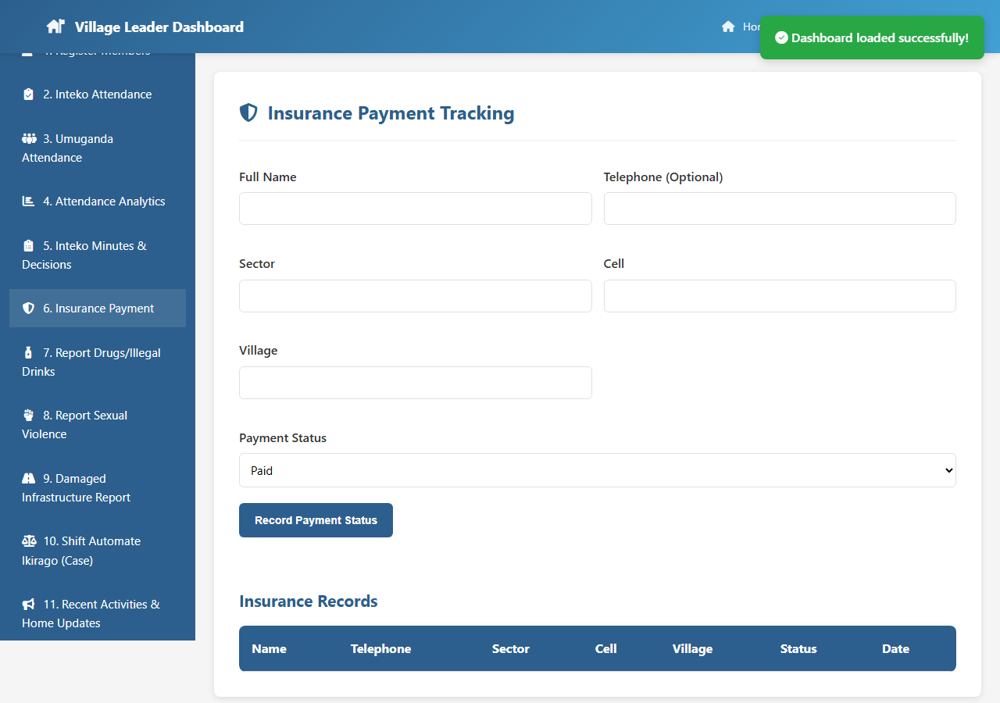 Village Leader Dashboard
Hor
Dashboard loaded successfully!
1. Register Members
2. Inteko Attendance
3. Umuganda
Attendance
4. Attendance Analytics
5. Inteko Minutes &
Decisions
6. Insurance Payment
7. Report Drugs/Illegal
Drinks
8. Report Sexual
Violence
9. Damaged
Infrastructure Report
10. Shift Automate
Ikirago (Case)
11. Recent Activities &
Home Updates
Insurance Payment Tracking
Full Name
Telephone (Optional)
Sector
Cell
Village
Payment Status
Paid
Record Payment Status
Insurance Records
Name Telephone Sector Cell Village Status Date